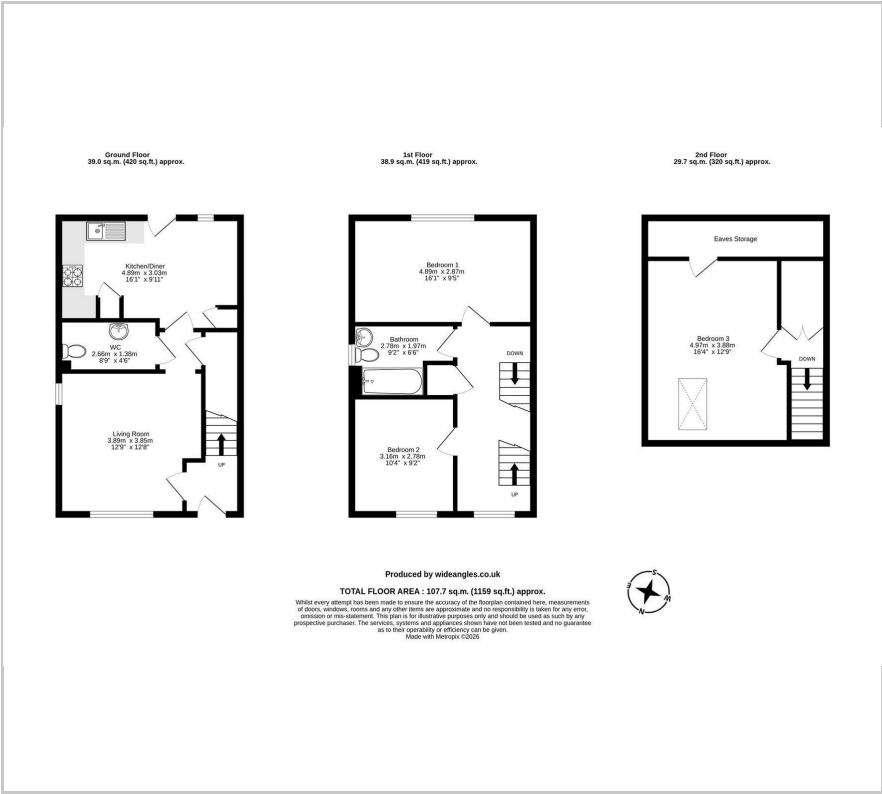 Ground Floor
39.0 sq.m. (420 sq.ft.) approx.
Kitchen/Diner
4.89m x 3.03m
16'1" x 9'11"
WC
2.66m x 1.38m
8'9" x 4'6"
Living Room
3.89m x 3.85m
12'9" x 12'8"
UP
1st Floor
38.9 sq.m. (419 sq.ft.) approx.
Bedroom 1
4.89m x 2.87m
16'1" x 9'5"
Bathroom
2.78m x 1.97m
9'2" x 6'6"
DOWN
Bedroom 2
3.16m x 2.78m
10'4" x 9'2"
UP
2nd Floor
29.7 sq.m. (320 sq.ft.) approx.
Eaves Storage
Bedroom 3
4.97m x 3.88m
16'4" x 12'9"
DOWN
Produced by wideangles.co.uk
TOTAL FLOOR AREA : 107.7 sq.m. (1159 sq.ft.) approx.
Whilst every attempt has been made to ensure the accuracy of the floorplan contained here, measurements
of doors, windows, rooms and any other items are approximate and no responsibility is taken for any error,
omission or mis-statement. This plan is for illustrative purposes only and should be used as such by any
prospective purchaser. The services, systems and appliances shown have not been tested and no guarantee
as to their operability or efficiency can be given.
Made with Metropix ©2026
S
E
W
N